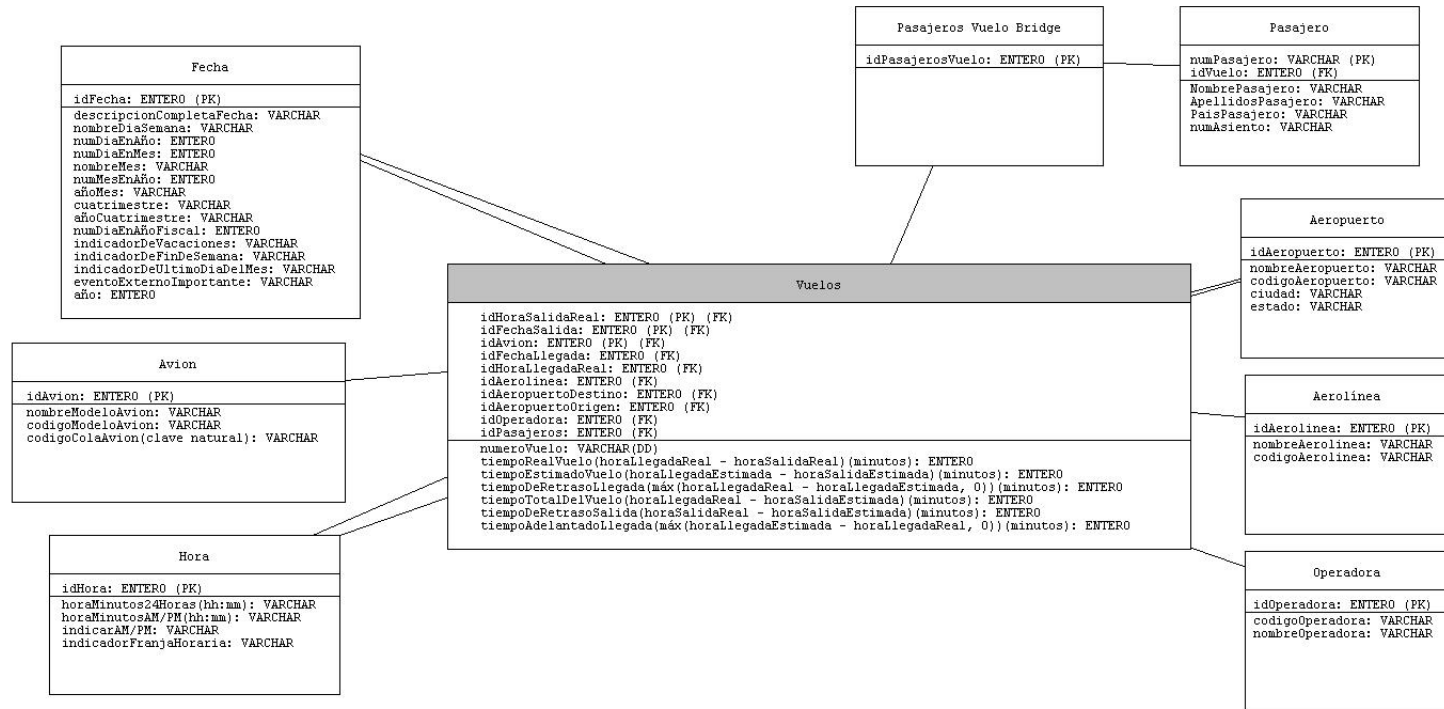 Pasajeros Vuelo Bridge
idPasajerosVuelo: ENTERO (PK)
Pasajero
numPasajero: VARCHAR (PK)
idVuelo: ENTERO (FK)
NombrePasajero: VARCHAR
ApellidosPasajero: VARCHAR
PaisPasajero: VARCHAR
numAsiento: VARCHAR
Fecha
idFecha: ENTERO (PK)
descripcionCompletaFecha: VARCHAR
nombreDiaSemana: VARCHAR
numDiaEnAño: ENTERO
numDiaEnMes: ENTERO
nombreMes: VARCHAR
numMesEnAño: ENTERO
añoMes: VARCHAR
cuatrimestre: VARCHAR
añoCuatrimestre: VARCHAR
numDiaEnAñoFiscal: ENTERO
indicadorDeVacaciones: VARCHAR
indicadorDeFinDeSemana: VARCHAR
indicadorDeUltimoDiaDelMes: VARCHAR
eventoExternoImportante: VARCHAR
año: ENTERO
Aeropuerto
idAeropuerto: ENTERO (PK)
nombreAeropuerto: VARCHAR
codigoAeropuerto: VARCHAR
ciudad: VARCHAR
estado: VARCHAR
Vuelos
idHoraSalidaReal: ENTERO (PK) (FK)
idFechaSalida: ENTERO (PK) (FK)
idAvion: ENTERO (PK) (FK)
idFechaLlegada: ENTERO (FK)
idHoraLlegadaReal: ENTERO (FK)
idAerolinea: ENTERO (FK)
idAeropuertoDestino: ENTERO (FK)
idAeropuertoOrigen: ENTERO (FK)
idOperadora: ENTERO (FK)
idPasajeros: ENTERO (FK)
numeroVuelo: VARCHAR(DD)
tiempoRealVuelo(horaLlegadaReal - horaSalidaReal)(minutos): ENTERO
tiempoEstimadoVuelo(horaLlegadaEstimada - horaSalidaEstimada)(minutos): ENTERO
tiempoDeRetrasoLlegada(máx(horaLlegadaReal - horaLlegadaEstimada, 0))(minutos): ENTERO
tiempoTotalDelVuelo(horaLlegadaReal - horaSalidaEstimada)(minutos): ENTERO
tiempoDeRetrasoSalida(horaSalidaReal - horaSalidaEstimada)(minutos): ENTERO
tiempoAdelantadoLlegada(máx(horaLlegadaEstimada - horaLlegadaReal, 0))(minutos): ENTERO
Avion
idAvion: ENTERO (PK)
nombreModeloAvion: VARCHAR
codigoModeloAvion: VARCHAR
codigoColaAvion(clave natural): VARCHAR
Aerolínea
idAerolinea: ENTERO (PK)
nombreAerolinea: VARCHAR
codigoAerolinea: VARCHAR
Hora
idHora: ENTERO (PK)
horaMinutos24Horas(hh:mm): VARCHAR
horaMinutosAM/PM(hh:mm): VARCHAR
indicarAM/PM: VARCHAR
indicadorFranjaHoraria: VARCHAR
Operadora
idOperadora: ENTERO (PK)
codigoOperadora: VARCHAR
nombreOperadora: VARCHAR